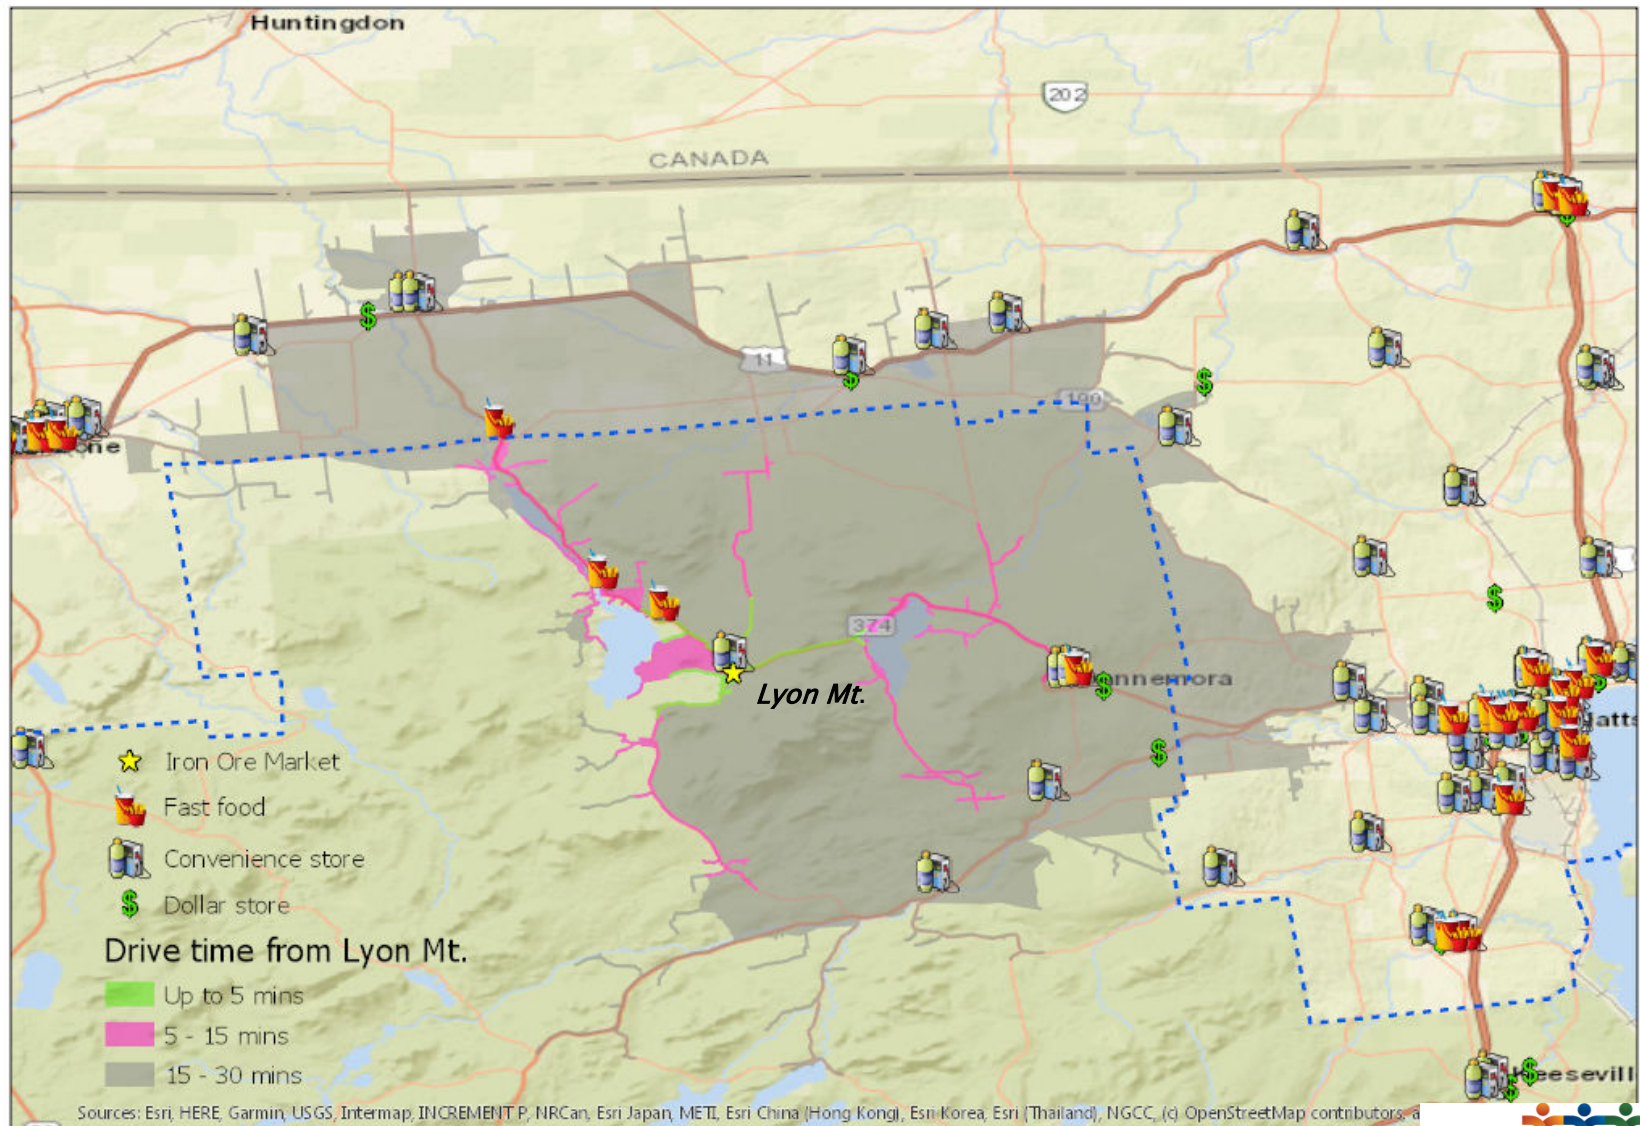 Huntingdon
202
CANADA
11
190
374
Lyon Mt.
Iron Ore Market
Fast food
Convenience store
Dollar store
Drive time from Lyon Mt.
Up to 5 mins
5 - 15 mins
15 - 30 mins
Sources: Esri, HERE, Garmin, USGS, Intermap, INCREMENT P, NRCan, Esri Japan, METI, Esri China (Hong Kong), Esri Korea, Esri (Thailand), NGCC, (c) OpenStreetMap contributors, a